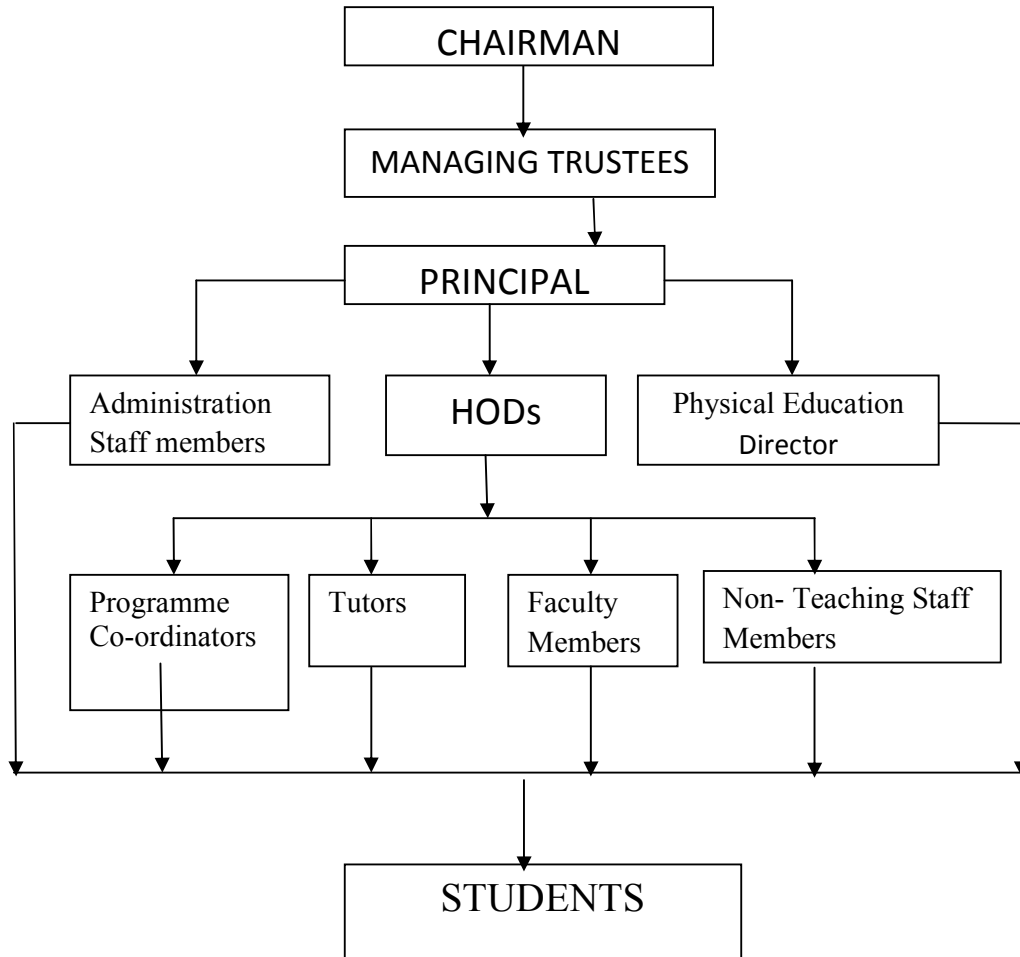 CHAIRMAN
MANAGING TRUSTEES
PRINCIPAL
Administration
Staff members
HODs
Physical Education
Director
Programme
Co-ordinators
Tutors
Faculty
Members
Non- Teaching Staff
Members
STUDENTS